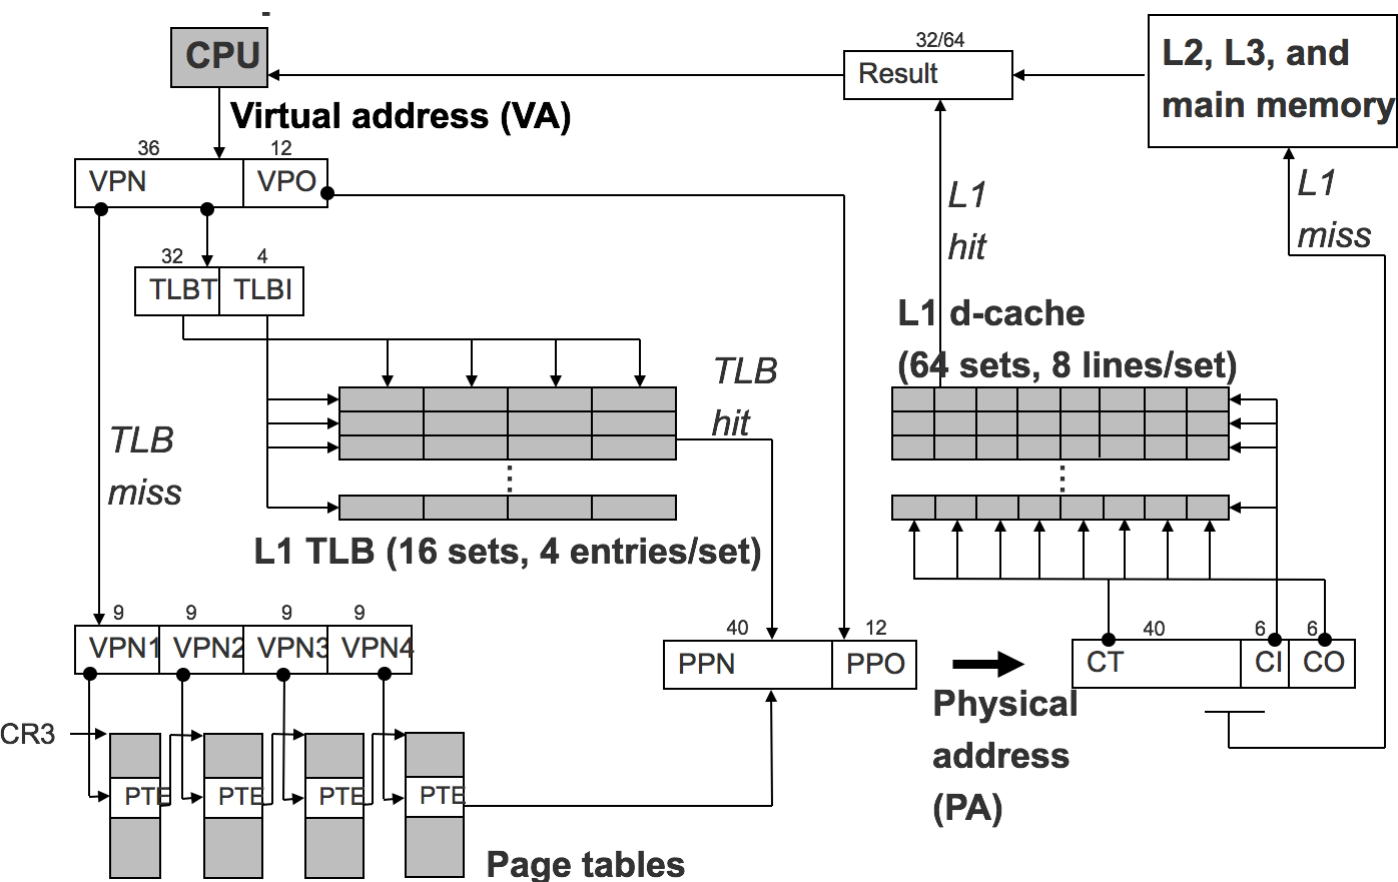 CPU
32/64
Result
L2, L3, and
main memory
Virtual address (VA)
36
12
VPN
VPO
L1
hit
L1
miss
32
4
TLBT
TLBI
L1 d-cache
(64 sets, 8 lines/set)
TLB
hit
TLB
miss
L1 TLB (16 sets, 4 entries/set)
9
9
9
9
VPN1
VPN2
VPN3
VPN4
40
12
PPN
PPO
40
6
6
CT
CI
CO
Physical
address
(PA)
CR3
PTE
PTE
PTE
PTE
Page tables